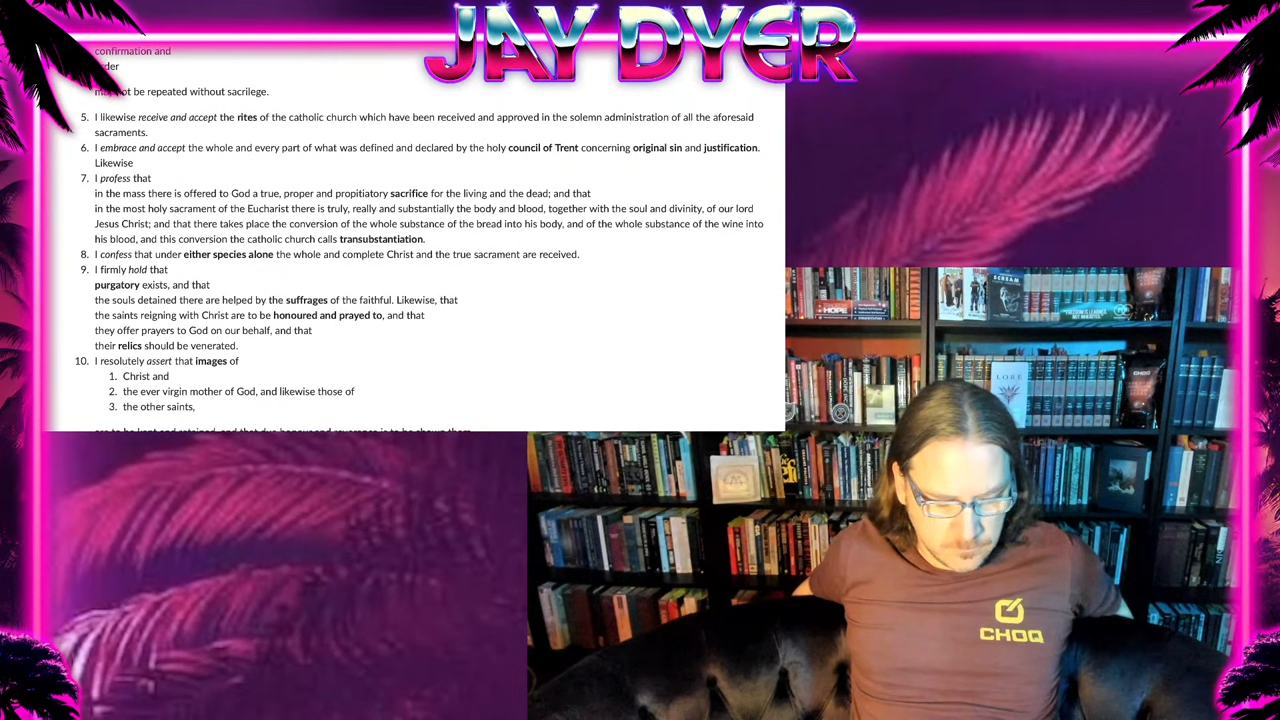 JAY DYER
confirmation and
not be repeated without sacrilege.
5. I likewise receive and accept the rites of the catholic church which have been received and approved in the solemn administration of all the aforesaid
sacraments.
6. I embrace and accept the whole and every part of what was defined and declared by the holy council of Trent concerning original sin and justification.
Likewise
7. I profess that
in the mass there is offered to God a true, proper and propitiatory sacrifice for the living and the dead; and that
in the most holy sacrament of the Eucharist there is truly, really and substantially the body and blood, together with the soul and divinity, of our lord
Jesus Christ; and that there takes place the conversion of the whole substance of the bread into his body, and of the whole substance of the wine into
his blood, and this conversion the catholic church calls transubstantiation.
8. I confess that under either species alone the whole and complete Christ and the true sacrament are received.
9. I firmly hold that
purgatory exists, and that
the souls detained there are helped by the suffrages of the faithful. Likewise, that
the saints reigning with Christ are to be honoured and prayed to, and that
they offer prayers to God on our behalf, and that
their relics should be venerated.
10. I resolutely assert that images of
1. Christ and
2. the ever virgin mother of God, and likewise those of
3. the other saints,
SCREAM
HOPE
LORE
CHOQ
CHOQ